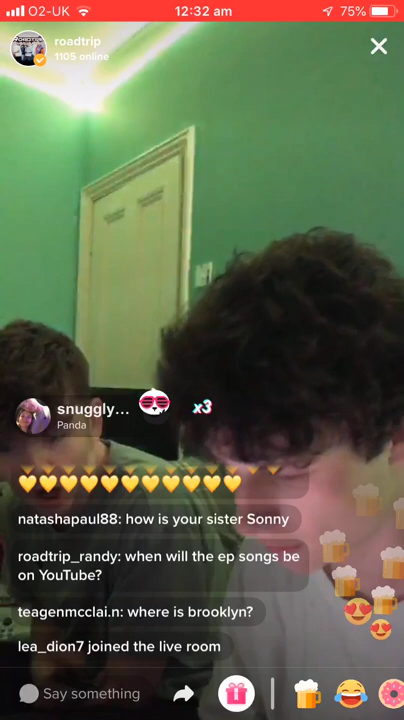 O2-UK
12:32 am
75%
roadtrip
1105 online
snuggly...
x3
Panda
natashapaul88: how is your sister Sonny
roadtrip_randy: when will the ep songs be
on YouTube?
teagenmcclai.n: where is brooklyn?
lea_dion7 joined the live room
Say something